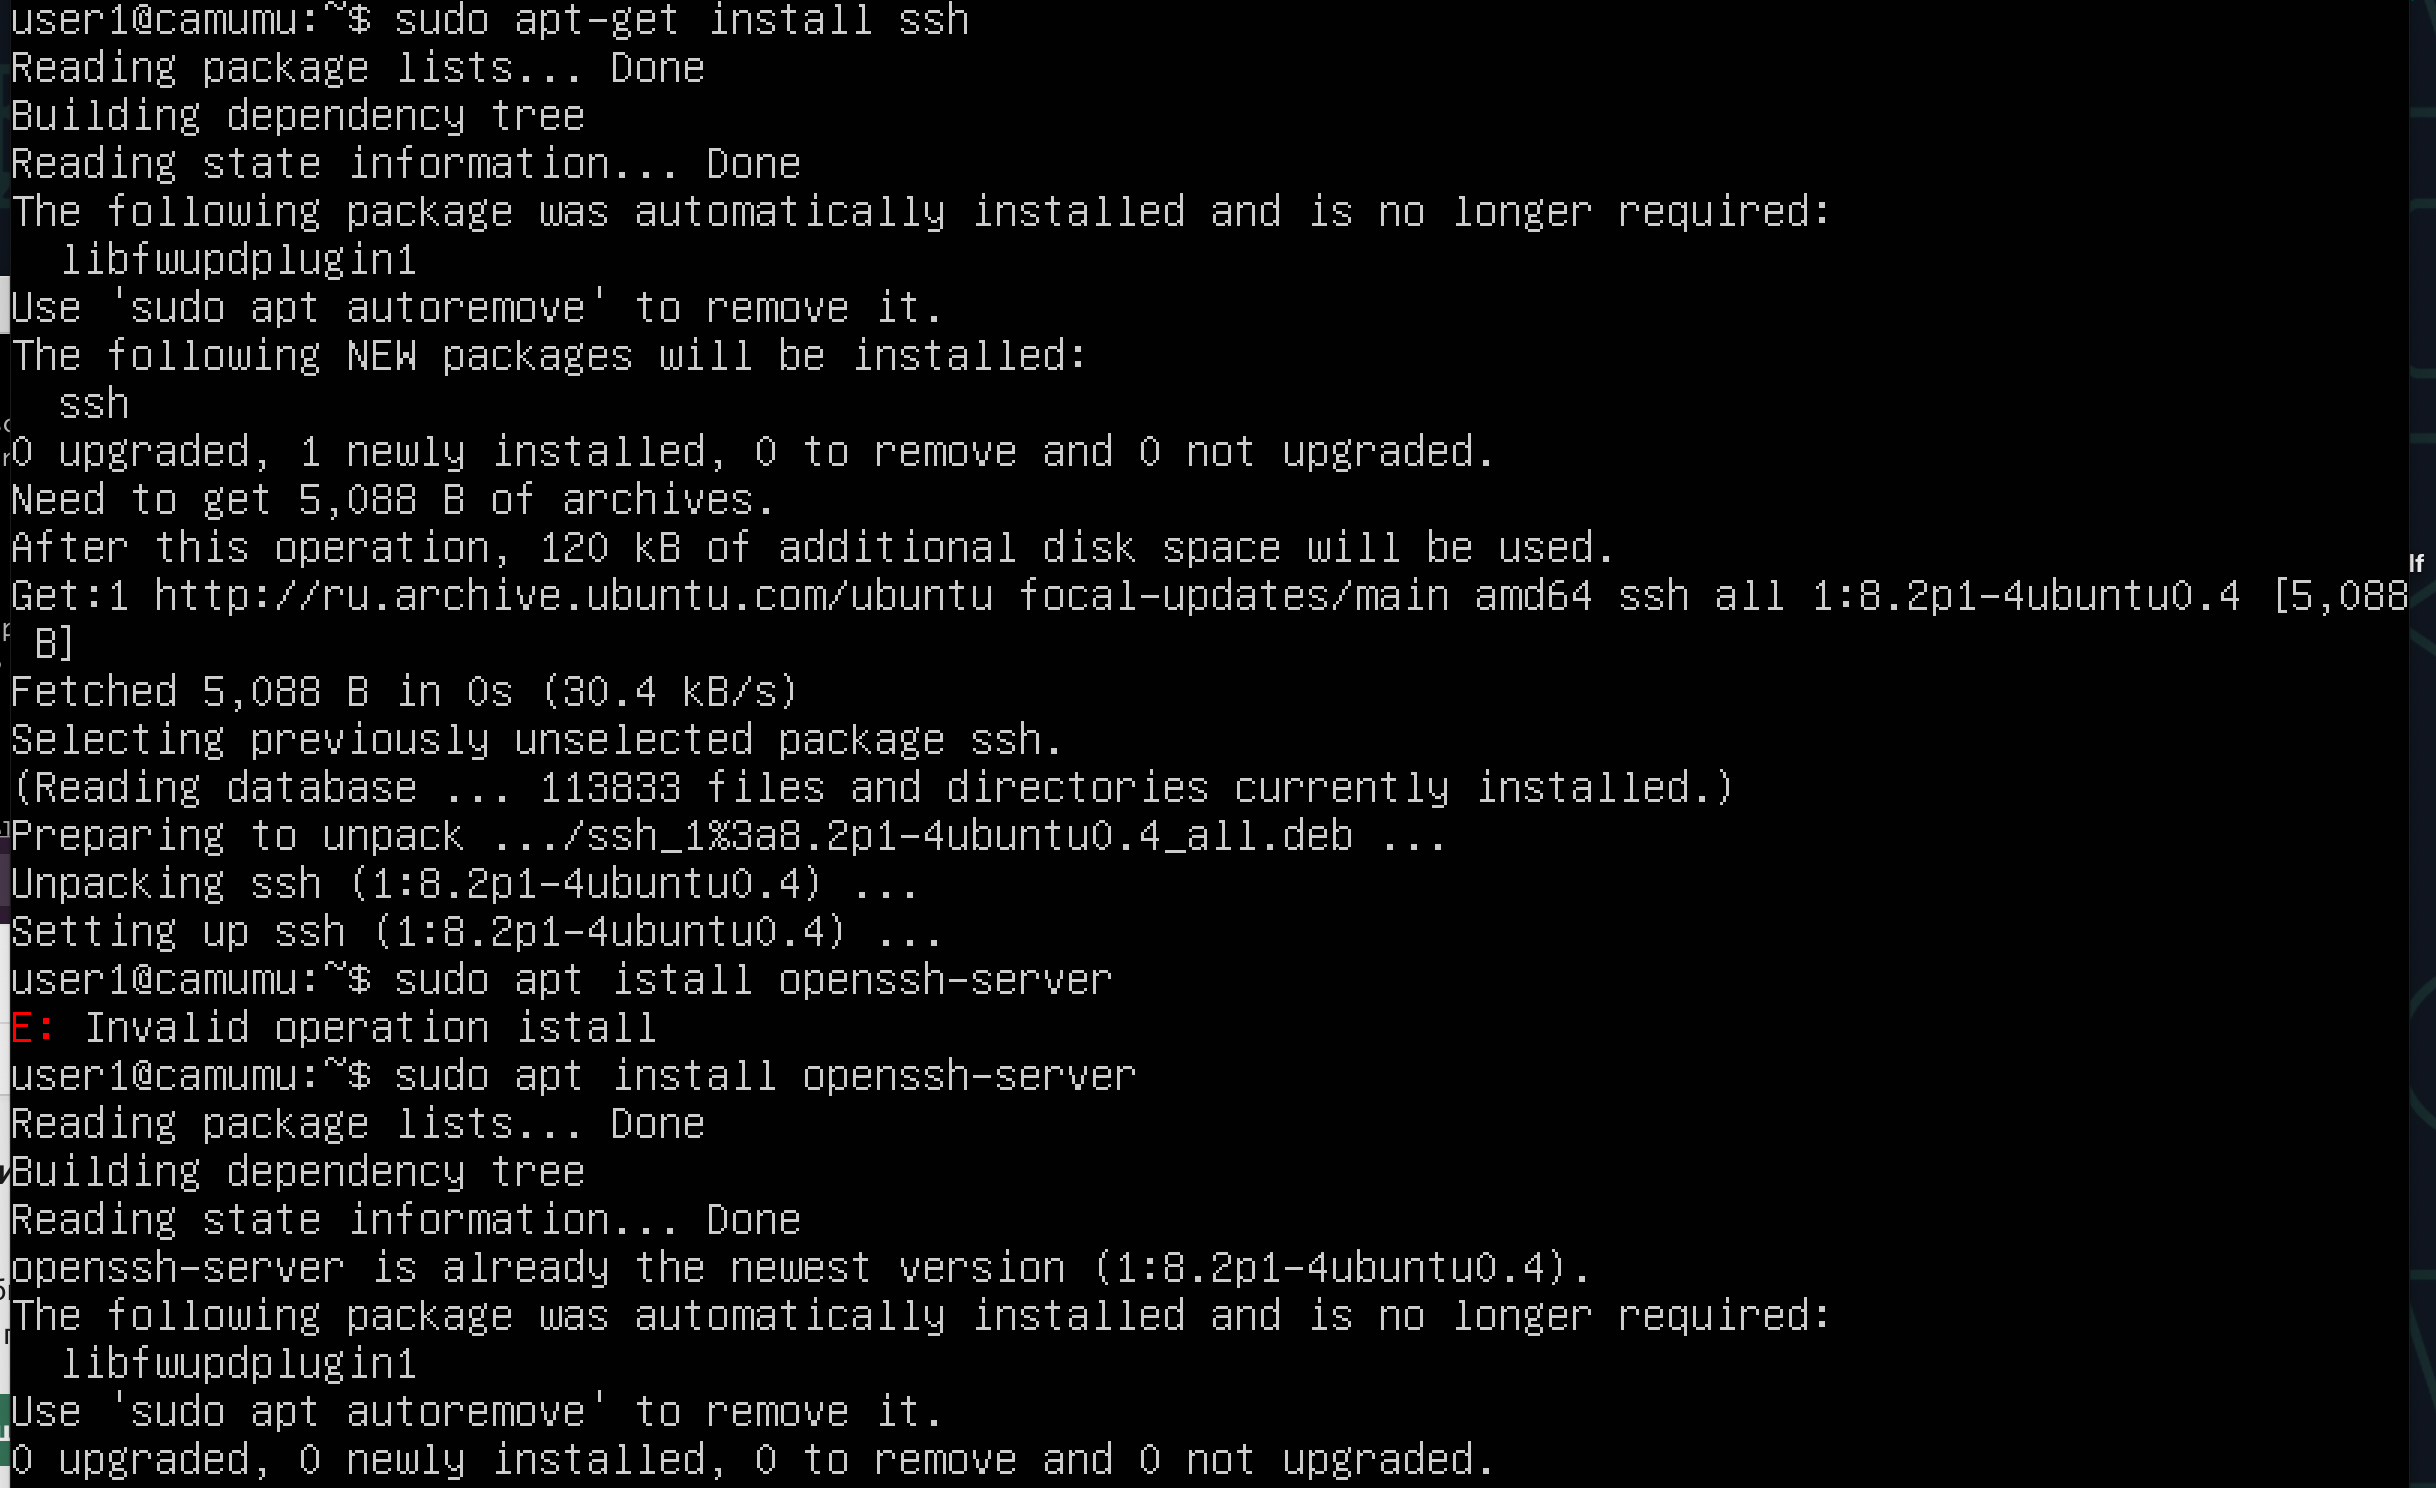 user1@camumu:~$ sudo apt-get install ssh
Reading package lists... Done
Building dependency tree
Reading state information... Done
The following package was automatically installed and is no longer required:
  libfwupdplugin1
Use 'sudo apt autoremove' to remove it.
The following NEW packages will be installed:
  ssh
0 upgraded, 1 newly installed, 0 to remove and 0 not upgraded.
Need to get 5,088 B of archives.
After this operation, 120 kB of additional disk space will be used.
Get:1 http://ru.archive.ubuntu.com/ubuntu focal-updates/main amd64 ssh all 1:8.2p1-4ubuntu0.4 [5,088
 B]
Fetched 5,088 B in 0s (30.4 kB/s)
Selecting previously unselected package ssh.
(Reading database ... 113833 files and directories currently installed.)
Preparing to unpack .../ssh_1%3a8.2p1-4ubuntu0.4_all.deb ...
Unpacking ssh (1:8.2p1-4ubuntu0.4) ...
Setting up ssh (1:8.2p1-4ubuntu0.4) ...
user1@camumu:~$ sudo apt istall openssh-server
E: Invalid operation istall
user1@camumu:~$ sudo apt install openssh-server
Reading package lists... Done
Building dependency tree
Reading state information... Done
openssh-server is already the newest version (1:8.2p1-4ubuntu0.4).
The following package was automatically installed and is no longer required:
  libfwupdplugin1
Use 'sudo apt autoremove' to remove it.
0 upgraded, 0 newly installed, 0 to remove and 0 not upgraded.